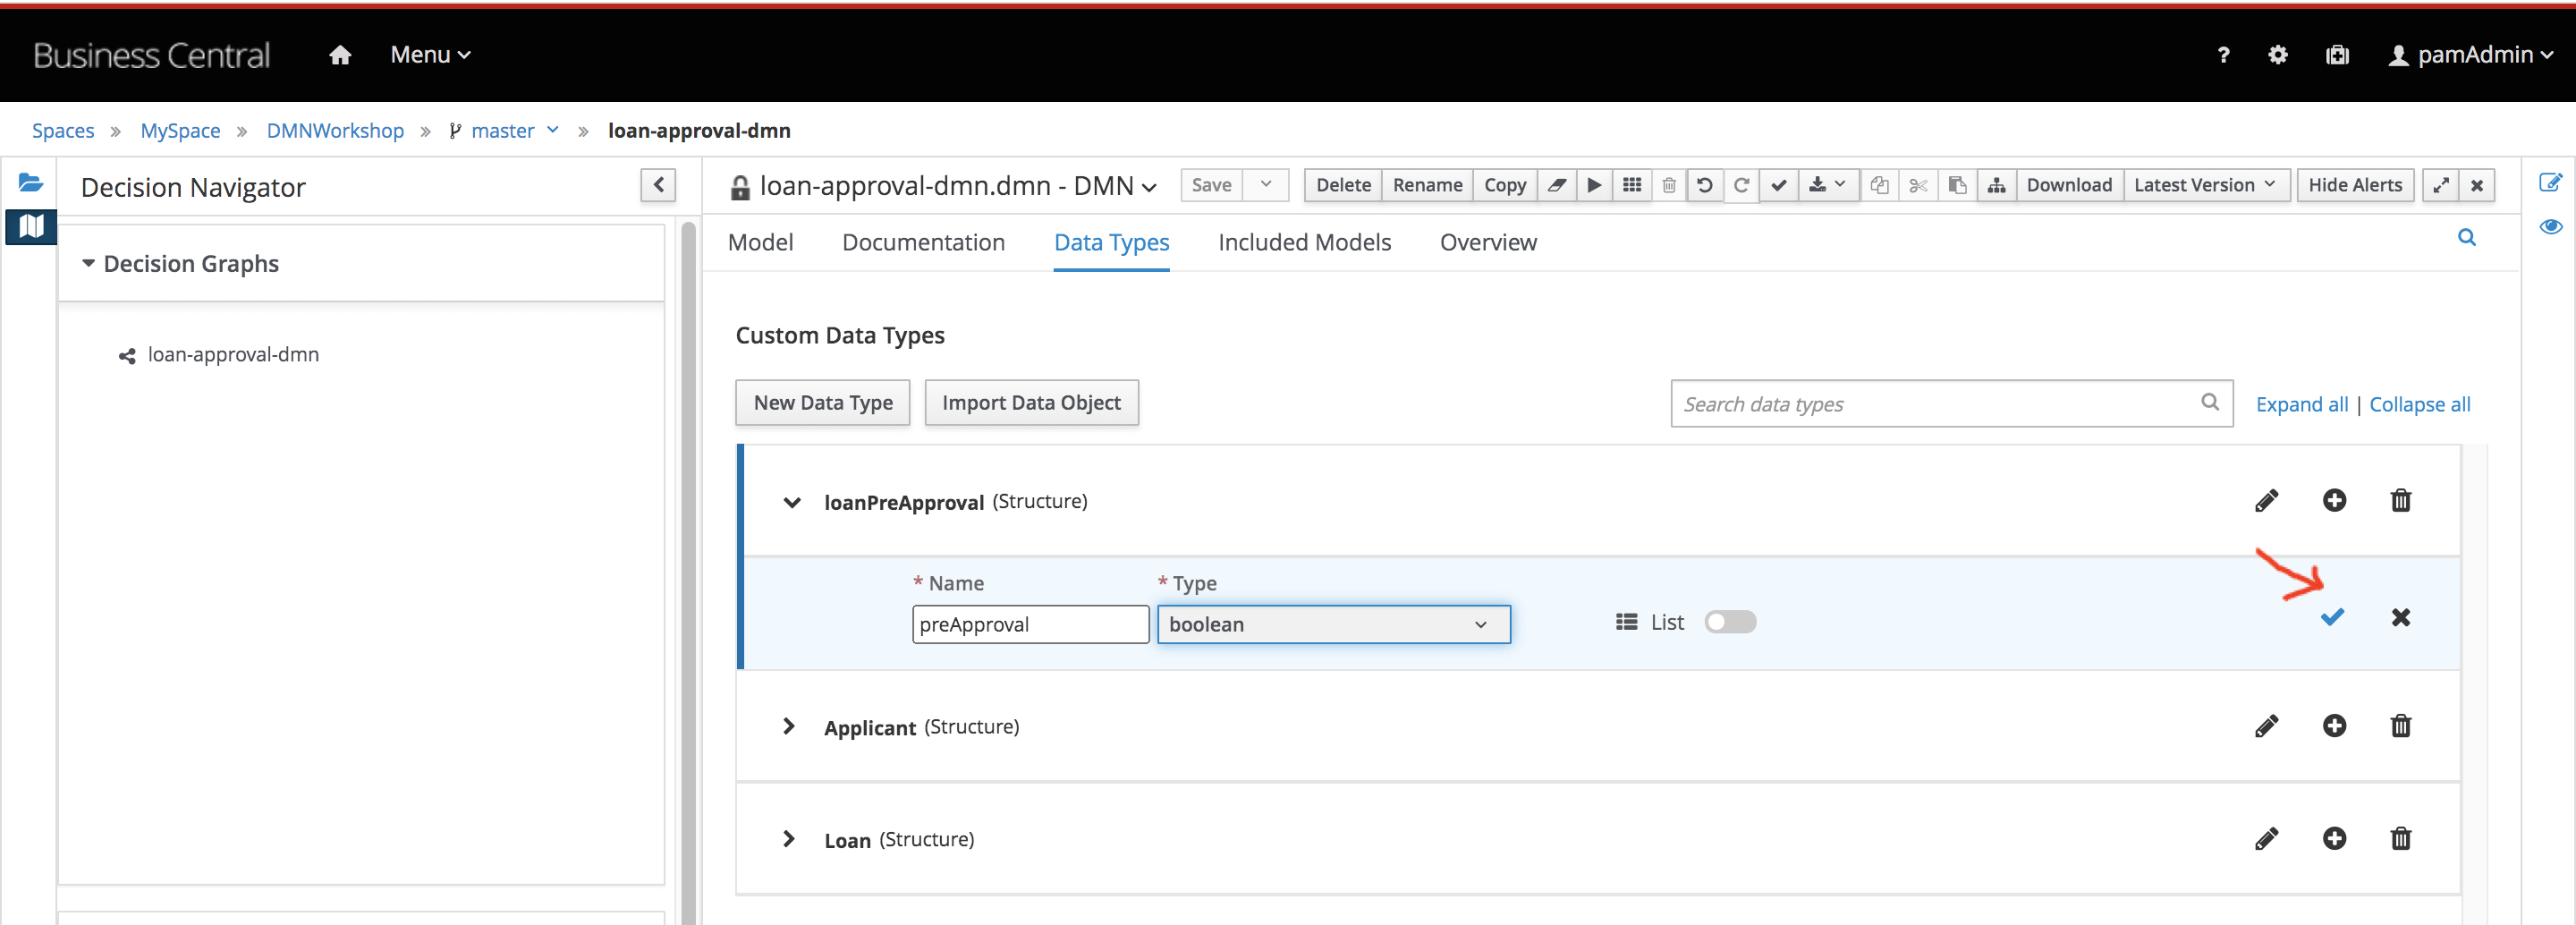 Business Central Menu ? pamAdmin
Spaces » MySpace » DMNWorkshop » master » loan-approval-dmn
Decision Navigator
loan-approval-dmn.dmn - DMN Save Delete Rename Copy Download Latest Version Hide Alerts
Model Documentation Data Types Included Models Overview
Decision Graphs
loan-approval-dmn
Custom Data Types
New Data Type Import Data Object Search data types Expand all | Collapse all
loanPreApproval (Structure)
* Name * Type
preApproval boolean List
Applicant (Structure)
Loan (Structure)